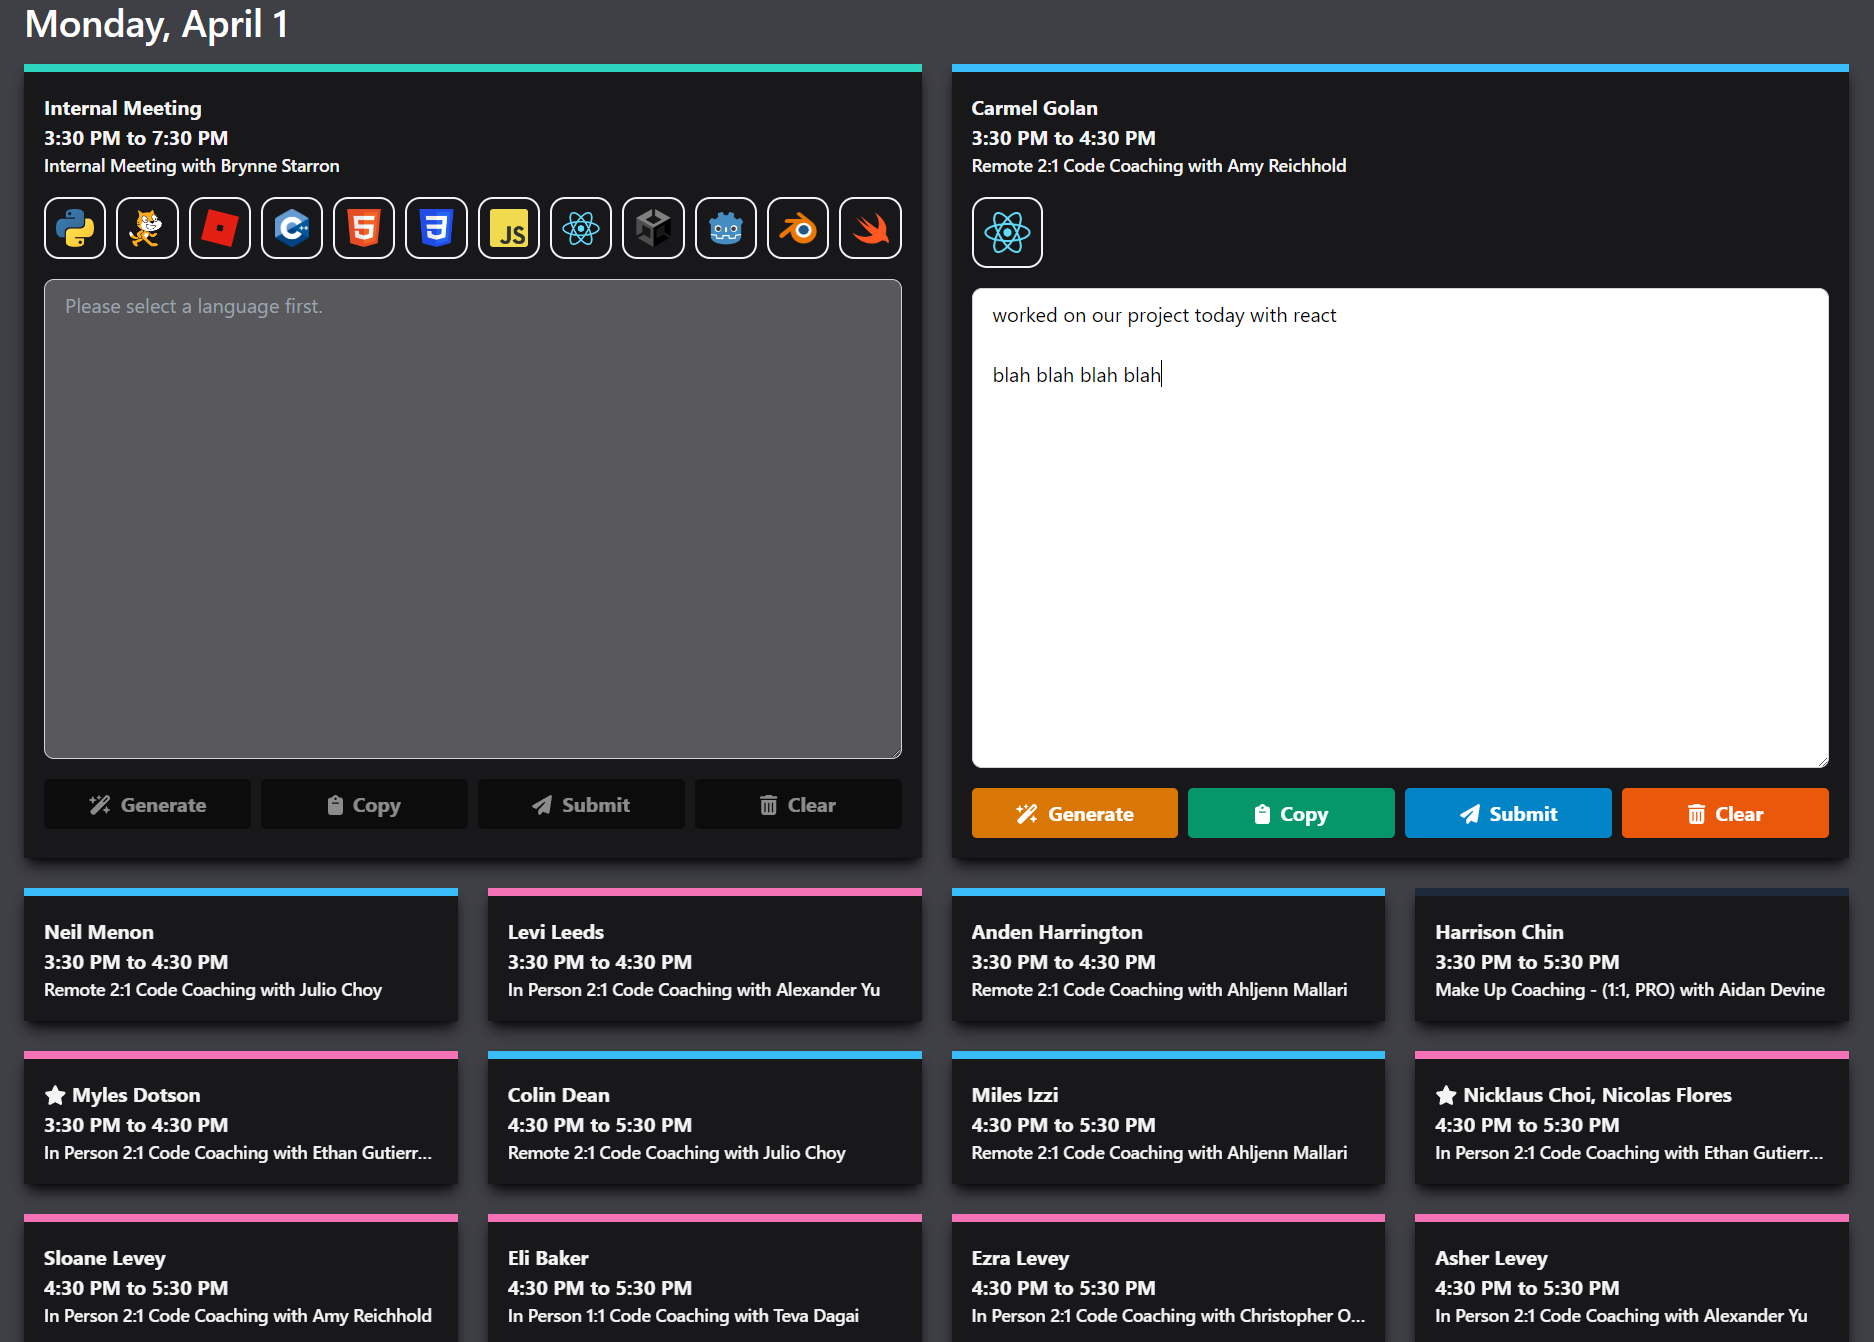 Monday, April 1
Internal Meeting
3:30 PM to 7:30 PM
Internal Meeting with Brynne Starron
JS
Please select a language first.
Generate
Copy
Submit
Clear
Carmel Golan
3:30 PM to 4:30 PM
Remote 2:1 Code Coaching with Amy Reichhold
worked on our project today with react
blah blah blah blah
Generate
Copy
Submit
Clear
Neil Menon
3:30 PM to 4:30 PM
Remote 2:1 Code Coaching with Julio Choy
Levi Leeds
3:30 PM to 4:30 PM
In Person 2:1 Code Coaching with Alexander Yu
Anden Harrington
3:30 PM to 4:30 PM
Remote 2:1 Code Coaching with Ahljenn Mallari
Harrison Chin
3:30 PM to 5:30 PM
Make Up Coaching - (1:1, PRO) with Aidan Devine
Myles Dotson
3:30 PM to 4:30 PM
In Person 2:1 Code Coaching with Ethan Gutierr...
Colin Dean
4:30 PM to 5:30 PM
Remote 2:1 Code Coaching with Julio Choy
Miles Izzi
4:30 PM to 5:30 PM
Remote 2:1 Code Coaching with Ahljenn Mallari
Nicklaus Choi, Nicolas Flores
4:30 PM to 5:30 PM
In Person 2:1 Code Coaching with Ethan Gutierr...
Sloane Levey
4:30 PM to 5:30 PM
In Person 2:1 Code Coaching with Amy Reichhold
Eli Baker
4:30 PM to 5:30 PM
In Person 1:1 Code Coaching with Teva Dagai
Ezra Levey
4:30 PM to 5:30 PM
In Person 2:1 Code Coaching with Christopher O...
Asher Levey
4:30 PM to 5:30 PM
In Person 2:1 Code Coaching with Alexander Yu